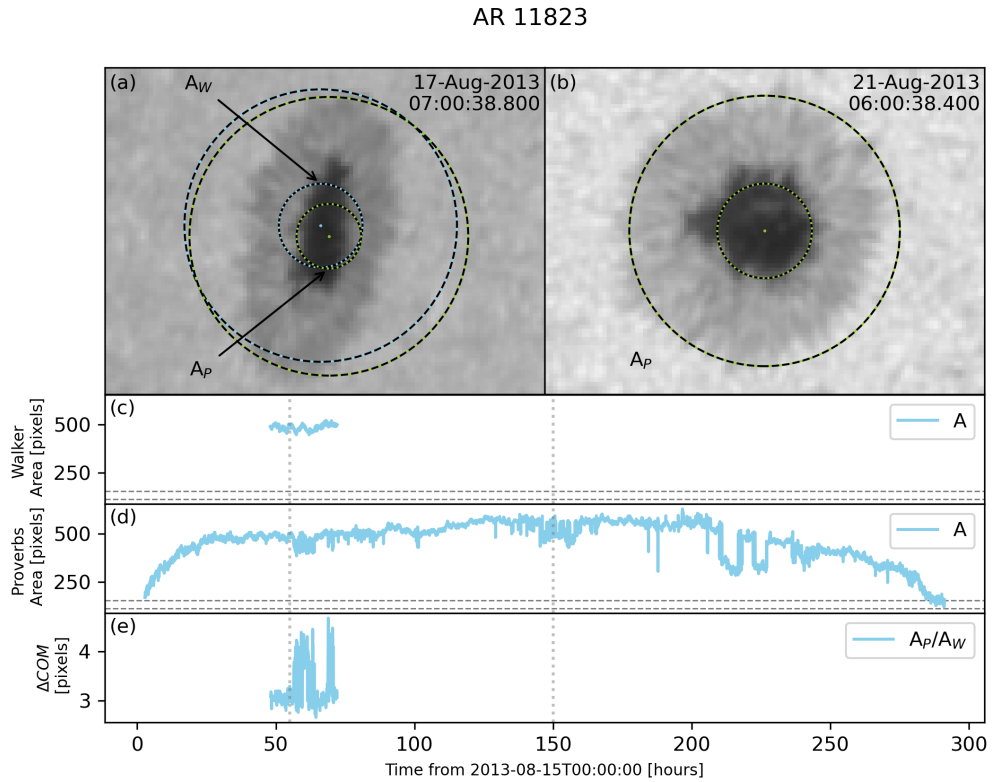 AR 11823
(a)
A_W
17-Aug-2013
07:00:38.800
A_P
(b)
21-Aug-2013
06:00:38.400
A_P
(c)
Walker
Area [pixels]
500
250
A
(d)
Proverbs
Area [pixels]
500
250
A
(e)
ΔCOM
[pixels]
4
3
A_P/A_W
0 50 100 150 200 250 300
Time from 2013-08-15T00:00:00 [hours]